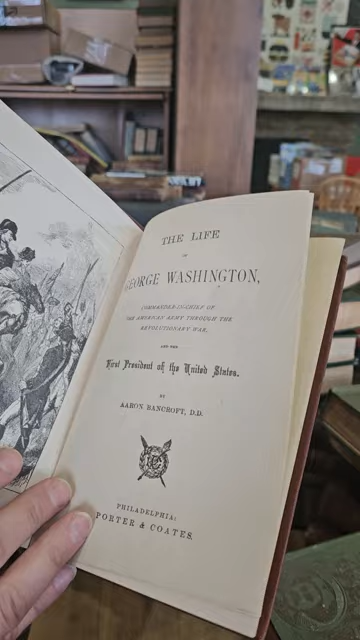 THE LIFE
OF
GEORGE WASHINGTON,
COMMANDER-IN-CHIEF OF
THE AMERICAN ARMY THROUGH THE
REVOLUTIONARY WAR,
AND THE
First President of the United States.
BY
AARON BANCROFT, D.D.
PHILADELPHIA:
PORTER & COATES.